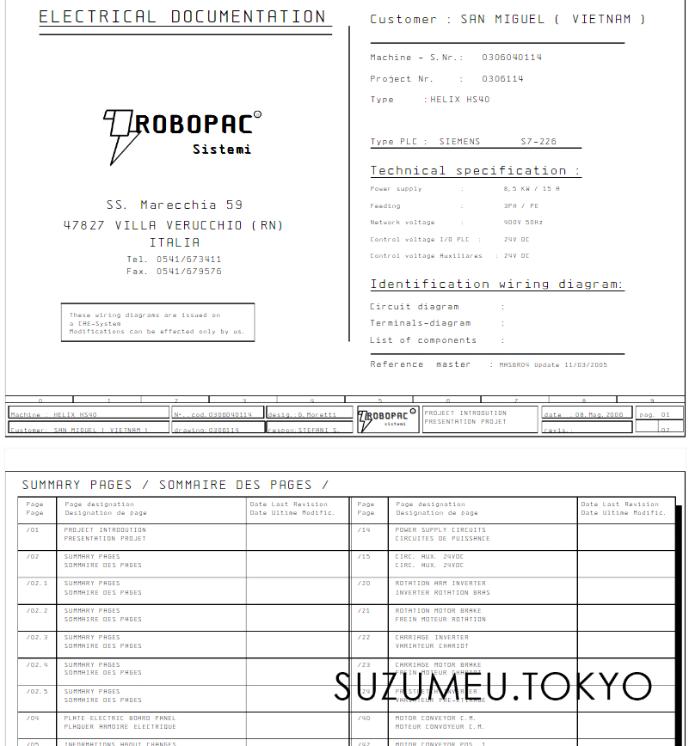 ELECTRICAL DOCUMENTATION
Customer : SAN MIGUEL ( VIETNAM )
Machine - S.Nr.: 0306040114
Project Nr. : 0306114
Type :HELIX HS40
ROBOPAC
Sistemi
Type PLC : SIEMENS S7-226
Technical specification :
Power supply : 8,5 KW / 15 A
Feeding : 3PH / PE
Network voltage : 400V 50Hz
Control voltage I/O PLC : 24V DC
Control voltage Auxiliares : 24V DC
SS. Marecchia 59
47827 VILLA VERUCCHIO (RN)
ITALIA
Tel. 0541/673411
Fax. 0541/679576
Identification wiring diagram:
Circuit diagram :
Terminals-diagram :
List of components :
These wiring diagrams are issued on
a CAE-System
Modifications can be effected only by us.
Reference master : MASBR04 Update 11/03/2005
0 1 2 3 4 5 6 7 8 9
Machine : HELIX HS40
N°..cod.0306040114
desig.:D.Moretti
ROBOPAC
sistemi
PROJECT INTRODUTION
PRESENTATION PROJET
date : 08.Mag.2006
pag. 01
Customer: SAN MIGUEL ( VIETNAM )
drawing:0306114
respon:STEFANI S.
revis.:
02
SUMMARY PAGES / SOMMAIRE DES PAGES /
Page Page designation Date Last Revision Page Page designation Date Last Revision
Page Designation de page Date Ultime Modific. Page Designation de page Date Ultime Modific.
/01 PROJECT INTRODUTION /14 POWER SUPPLY CIRCUITS
PRESENTATION PROJET CIRCUITES DE PUISSANCE
/02 SUMMARY PAGES /15 CIRC. AUX. 24VDC
SOMMAIRE DES PAGES CIRC. AUX. 24VDC
/02.1 SUMMARY PAGES /20 ROTATION ARM INVERTER
SOMMAIRE DES PAGES INVERTER ROTATION BRAS
/02.2 SUMMARY PAGES /21 ROTATION MOTOR BRAKE
SOMMAIRE DES PAGES FREIN MOTEUR ROTATION
/02.3 SUMMARY PAGES /22 CARRIAGE INVERTER
SOMMAIRE DES PAGES VARIATEUR CHARIOT
/02.4 SUMMARY PAGES /23 CARRIAGE MOTOR BRAKE
SOMMAIRE DES PAGES FREIN MOTEUR CHARIOT
SUZUMEU.TOKYO
/02.5 SUMMARY PAGES
SOMMAIRE DES PAGES
/04 PLATE ELECTRIC BOARD PANEL /40 MOTOR CONVEYOR C.M.
PLAQUER ARMOIRE ELECTRIQUE MOTEUR CONVOYEUR C.M.
/05 INFORMATIONS ABOUT CHANGES /42 MOTOR CONVEYOR POS. 1